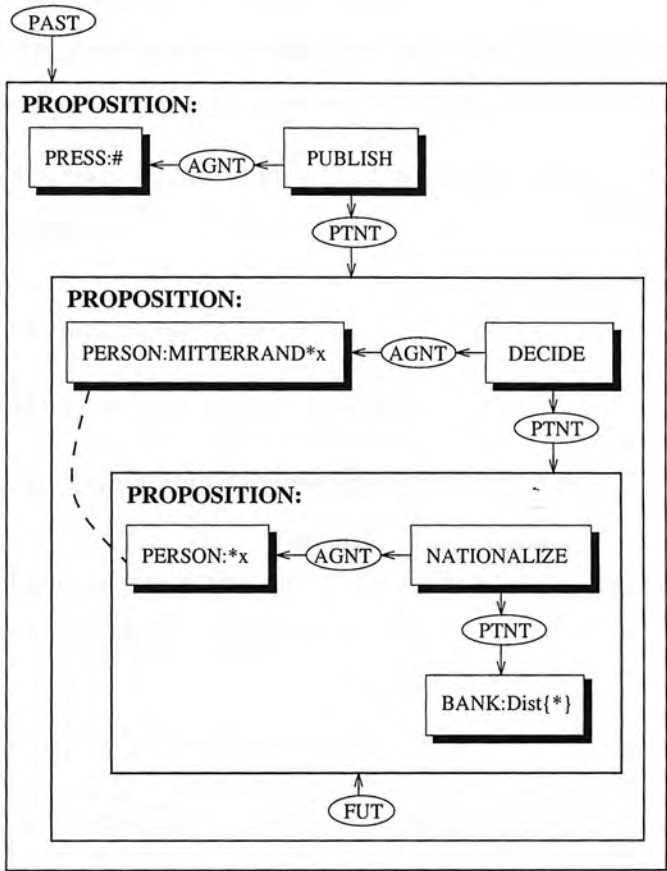 PAST
PROPOSITION:
PRESS:# AGNT PUBLISH
PTNT
PROPOSITION:
PERSON:MITTERRAND*x AGNT DECIDE
PTNT
PROPOSITION:
PERSON:*x AGNT NATIONALIZE
PTNT
BANK:Dist{*}
FUT